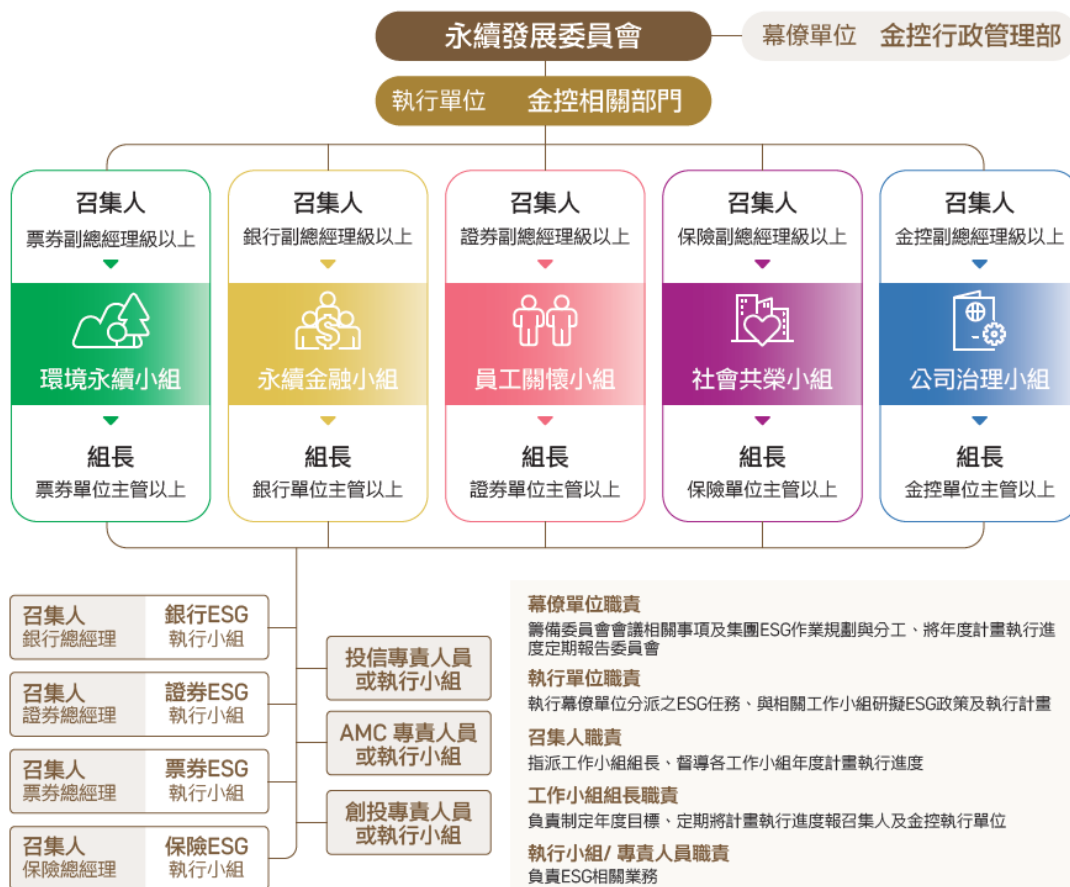 永續發展委員會
幕僚單位 金控行政管理部
執行單位 金控相關部門
召集人
票券副總經理級以上
環境永續小組
組長
票券單位主管以上
召集人
銀行副總經理級以上
永續金融小組
組長
銀行單位主管以上
召集人
證券副總經理級以上
員工關懷小組
組長
證券單位主管以上
召集人
保險副總經理級以上
社會共榮小組
組長
保險單位主管以上
召集人
金控副總經理級以上
公司治理小組
組長
金控單位主管以上
召集人
銀行總經理
銀行ESG
執行小組
召集人
證券總經理
證券ESG
執行小組
召集人
票券總經理
票券ESG
執行小組
召集人
保險總經理
保險ESG
執行小組
投信專責人員
或執行小組
AMC 專責人員
或執行小組
創投專責人員
或執行小組
幕僚單位職責
籌備委員會會議相關事項及集團ESG作業規劃與分工、將年度計畫執行進
度定期報告委員會
執行單位職責
執行幕僚單位分派之ESG任務、與相關工作小組研擬ESG政策及執行計畫
召集人職責
指派工作小組組長、督導各工作小組年度計畫執行進度
工作小組組長職責
負責制定年度目標、定期將計畫執行進度報召集人及金控執行單位
執行小組/ 專責人員職責
負責ESG相關業務